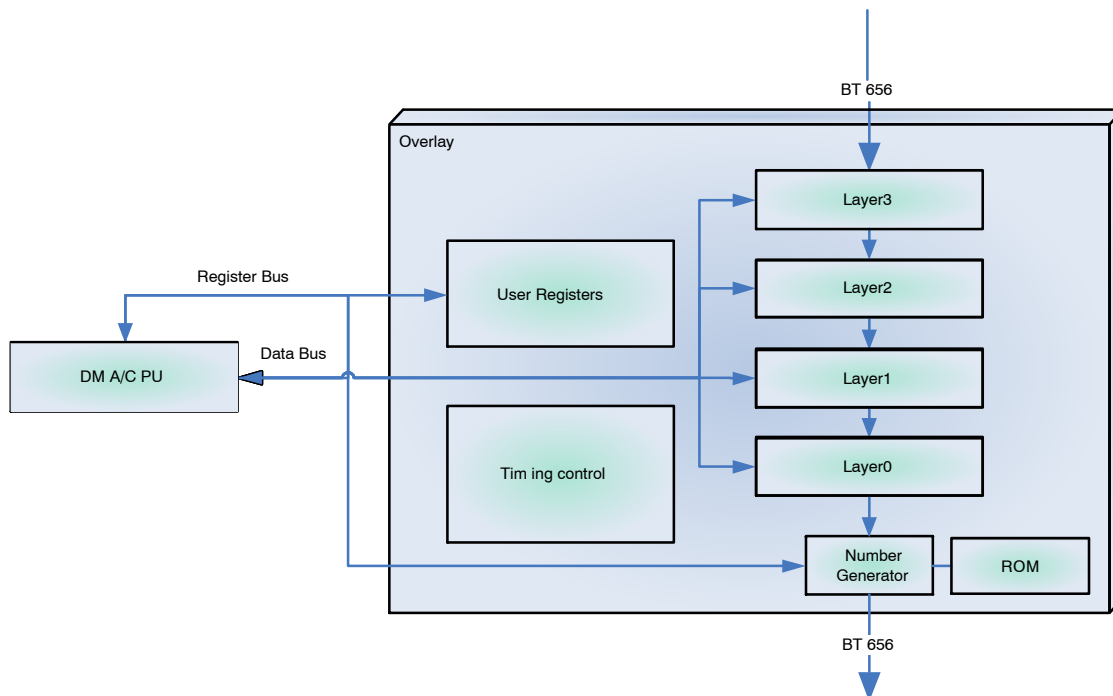 BT 656
Overlay
Layer3
Register Bus
User Registers
Layer2
Data Bus
DM A/C PU
Layer1
Tim ing control
Layer0
Number
Generator
ROM
BT 656